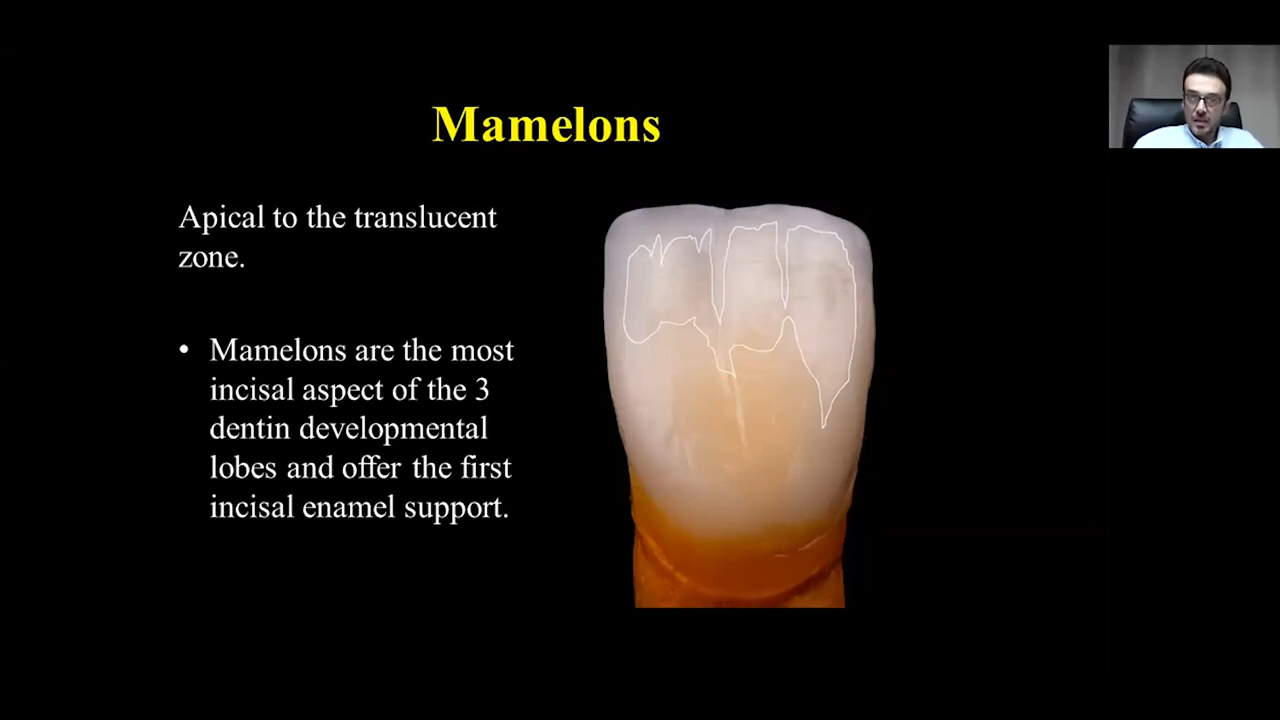 Mamelons
Apical to the translucent
zone.
• Mamelons are the most
incisal aspect of the 3
dentin developmental
lobes and offer the first
incisal enamel support.